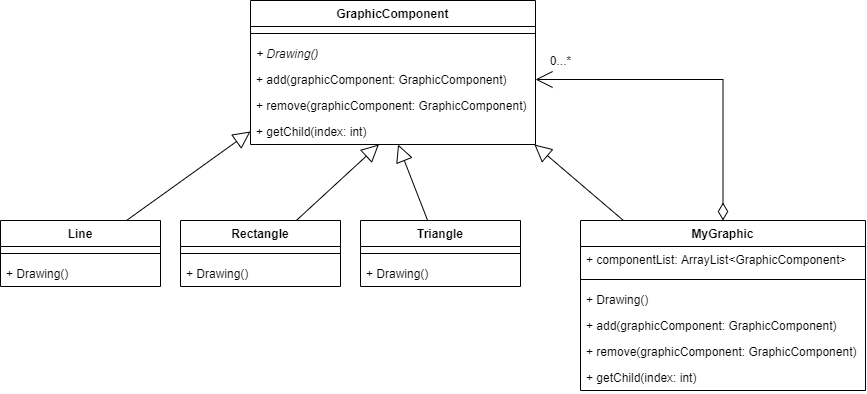 GraphicComponent
+ Drawing()
+ add(graphicComponent: GraphicComponent)
+ remove(graphicComponent: GraphicComponent)
+ getChild(index: int)
0...*
Line
+ Drawing()
Rectangle
+ Drawing()
Triangle
+ Drawing()
MyGraphic
+ componentList: ArrayList<GraphicComponent>
+ Drawing()
+ add(graphicComponent: GraphicComponent)
+ remove(graphicComponent: GraphicComponent)
+ getChild(index: int)